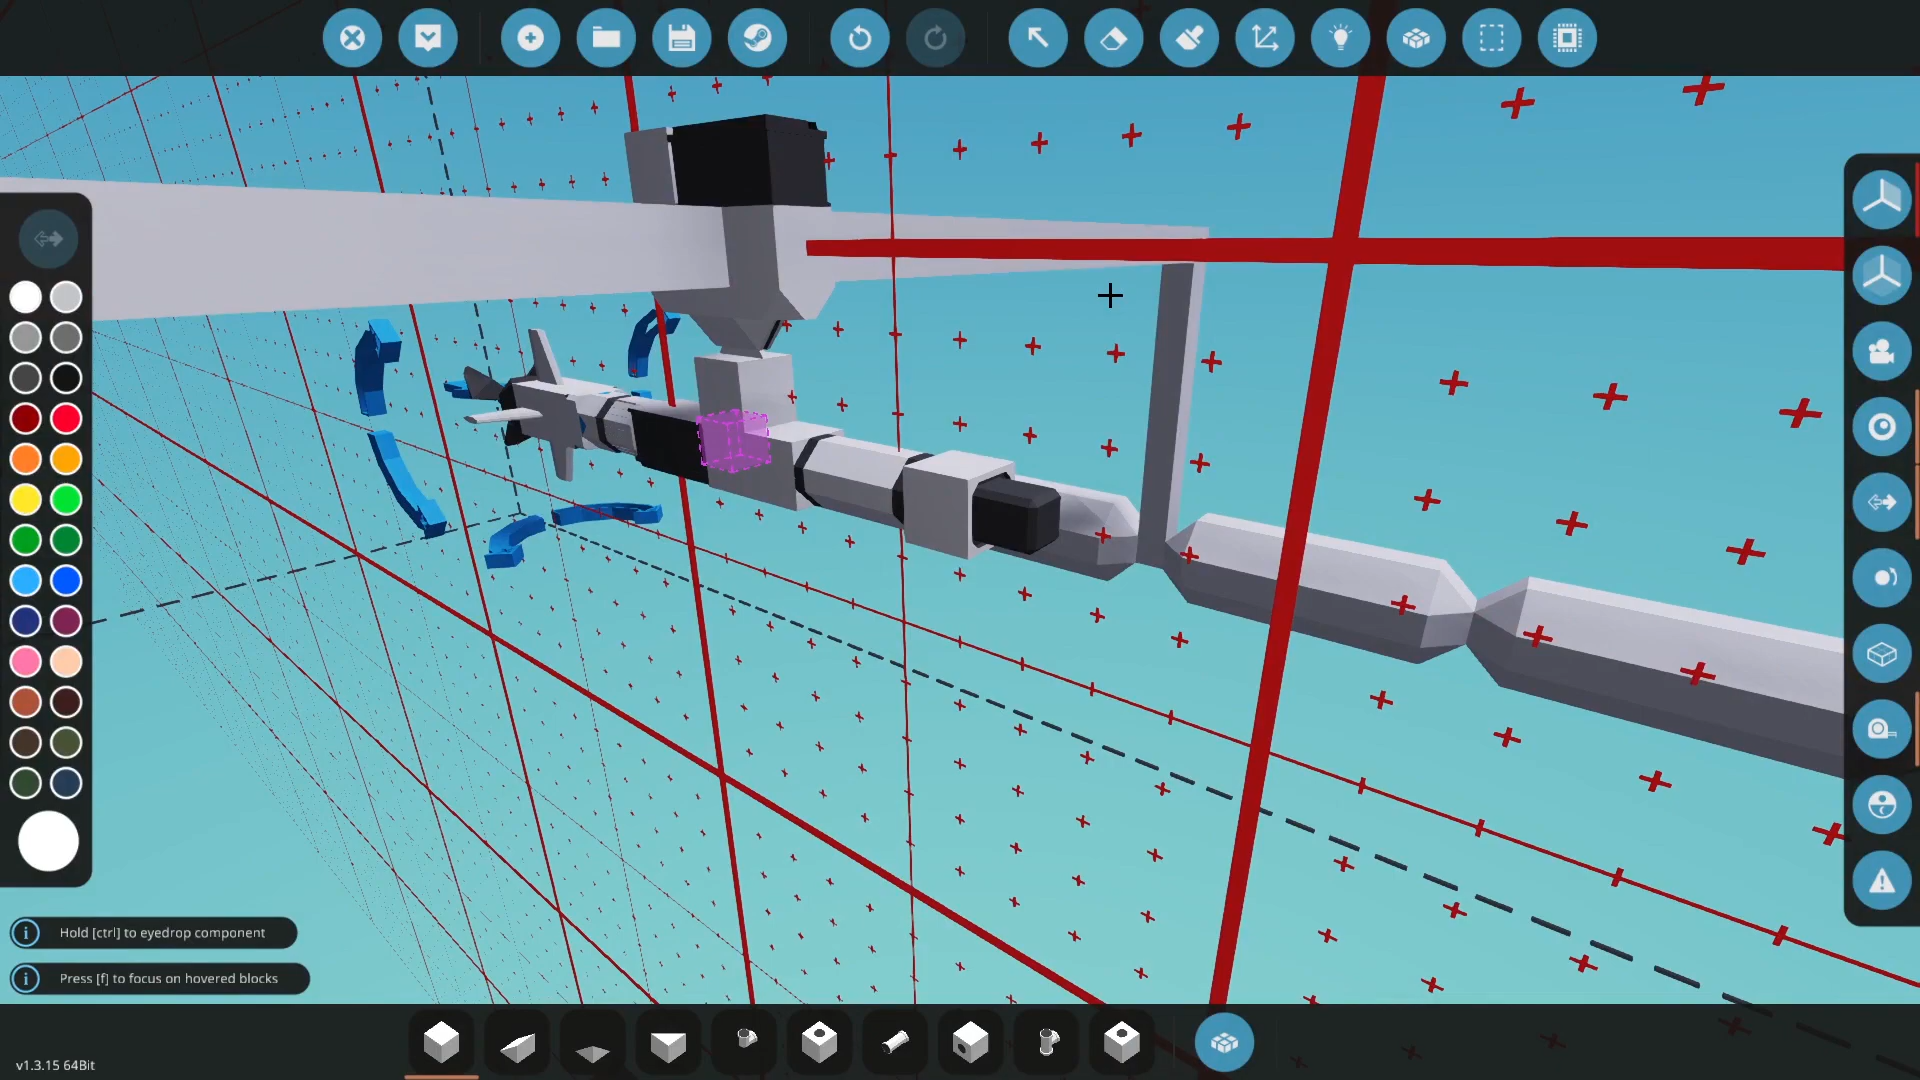 Hold [ctrl] to eyedrop component
Press [f] to focus on hovered blocks
v1.3.15 64Bit